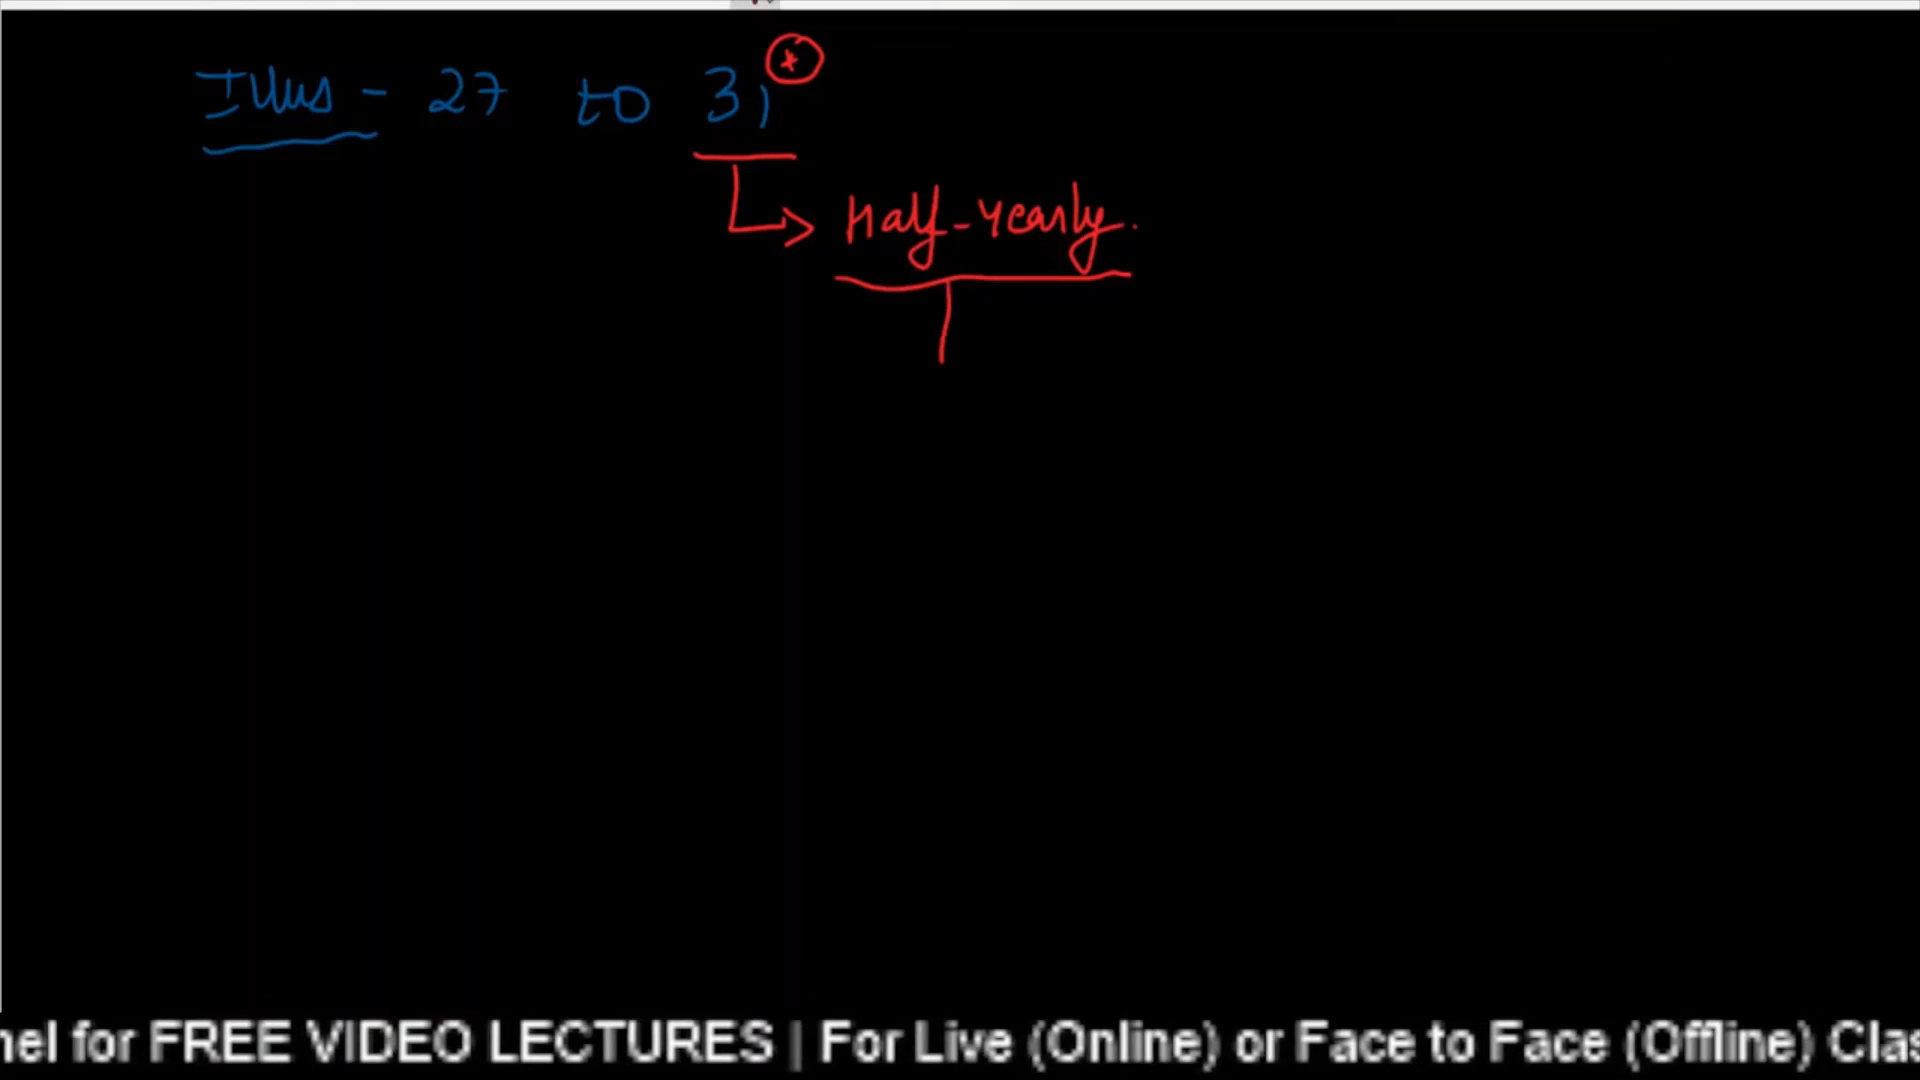 Illus - 27 to 31 *
Half-Yearly.
nel for FREE VIDEO LECTURES | For Live (Online) or Face to Face (Offline) Clas